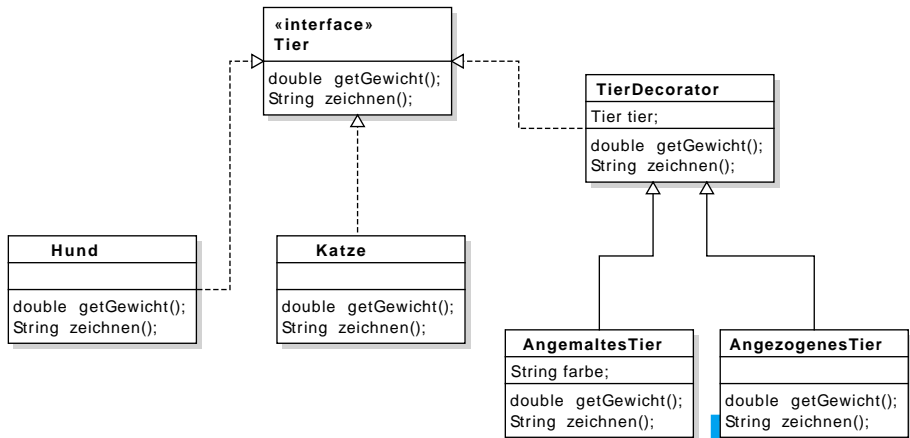 «interface»
Tier
double getGewicht();
String zeichnen();
TierDecorator
Tier tier;
double getGewicht();
String zeichnen();
Hund
double getGewicht();
String zeichnen();
Katze
double getGewicht();
String zeichnen();
AngemaltesTier
String farbe;
double getGewicht();
String zeichnen();
AngezogenesTier
double getGewicht();
String zeichnen();